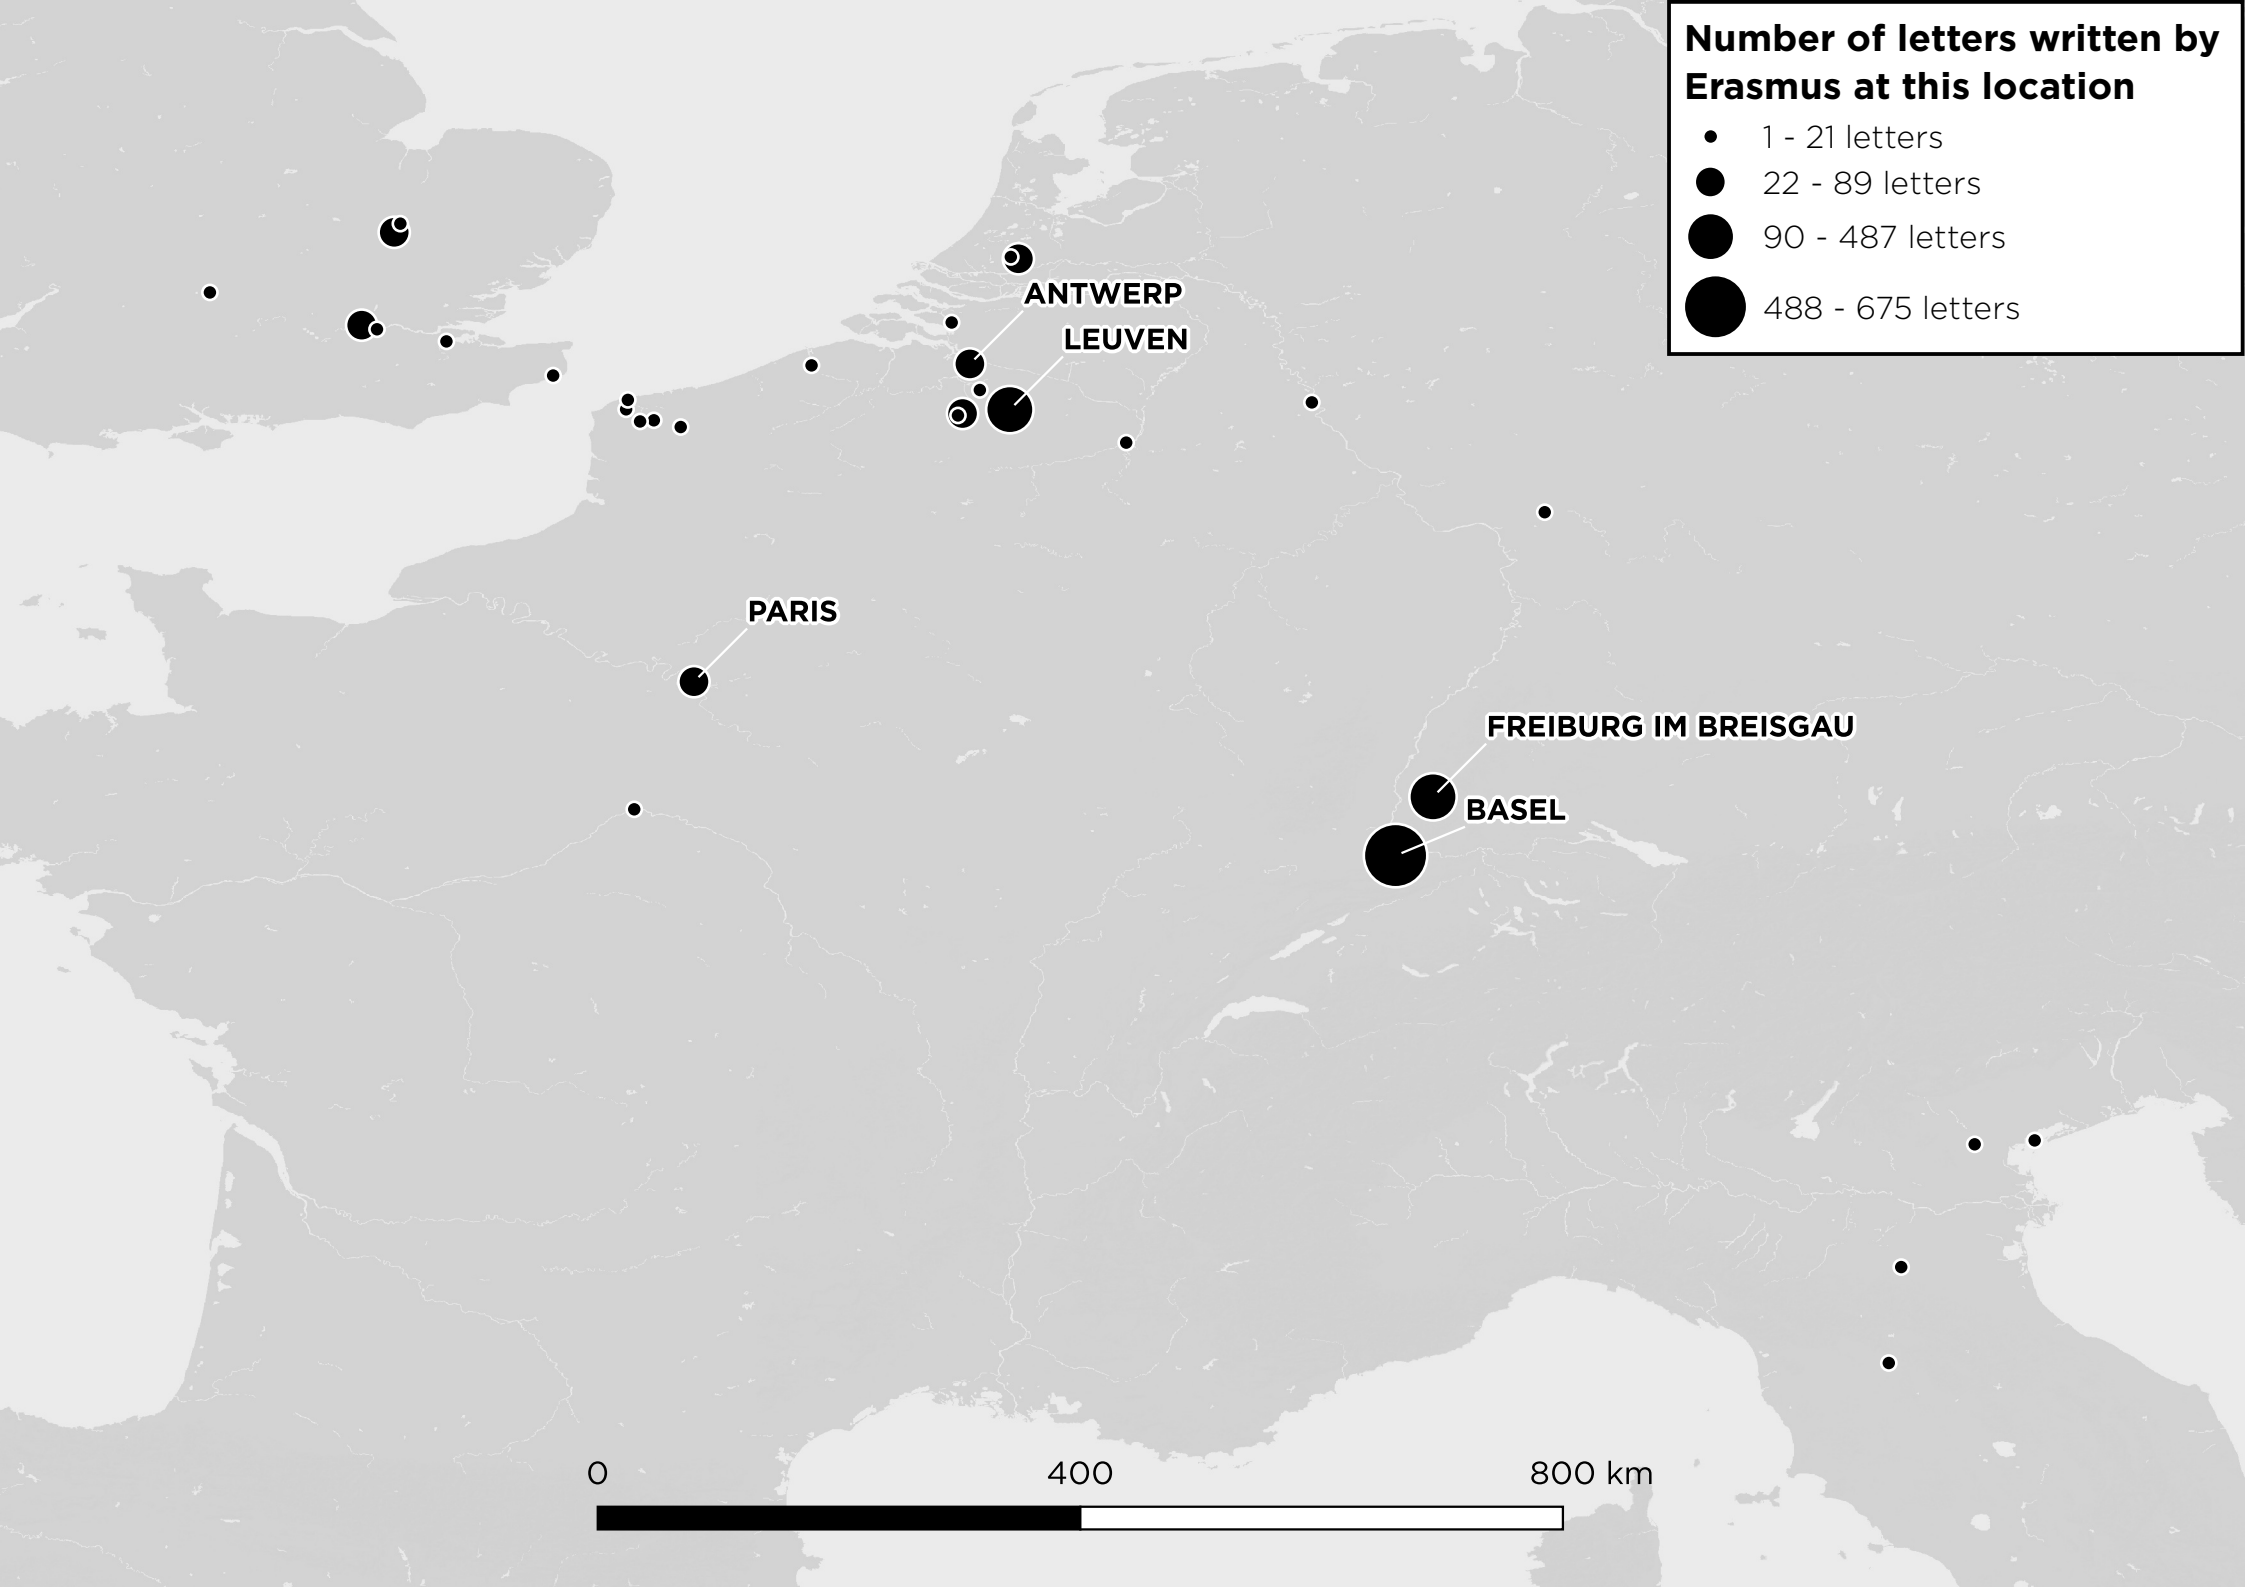 Number of letters written by
Erasmus at this location
1 - 21 letters
22 - 89 letters
90 - 487 letters
488 - 675 letters
ANTWERP
LEUVEN
PARIS
FREIBURG IM BREISGAU
BASEL
0 400 800 km